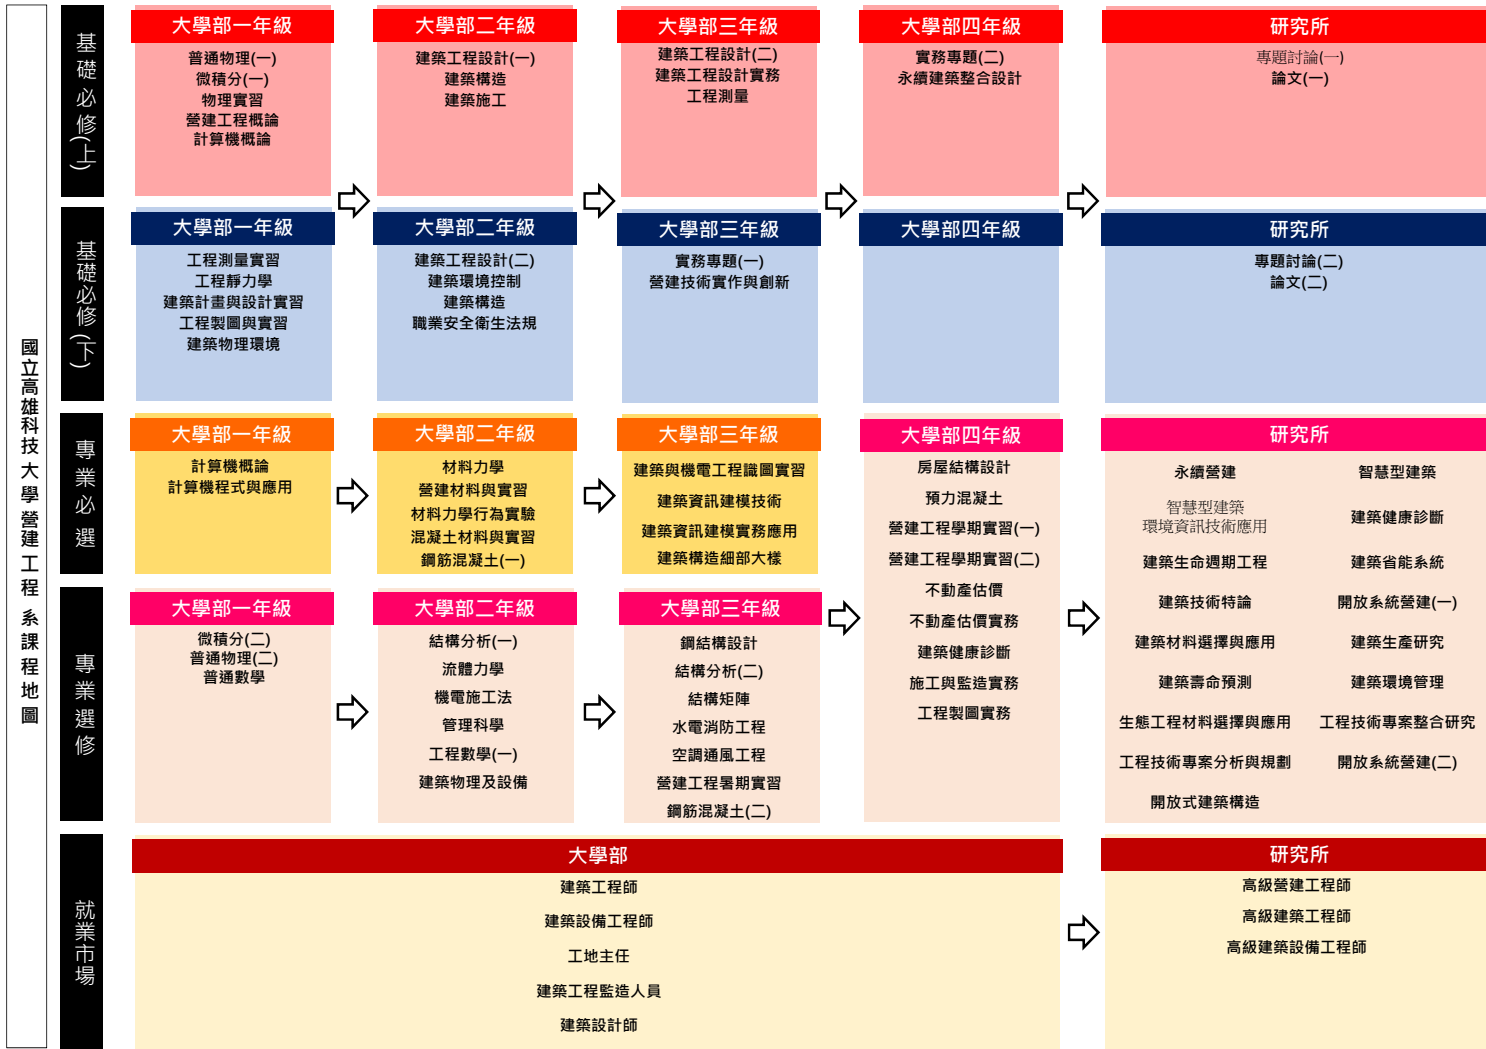 國立高雄科技大學營建工程系課程地圖
基礎必修(上)
大學部一年級
普通物理(一)
微積分(一)
物理實習
營建工程概論
計算機概論
大學部二年級
建築工程設計(一)
建築構造
建築施工
大學部三年級
建築工程設計(二)
建築工程設計實務
工程測量
大學部四年級
實務專題(二)
永續建築整合設計
研究所
專題討論(一)
論文(一)
基礎必修(下)
大學部一年級
工程測量實習
工程靜力學
建築計畫與設計實習
工程製圖與實習
建築物理環境
大學部二年級
建築工程設計(二)
建築環境控制
建築構造
職業安全衛生法規
大學部三年級
實務專題(一)
營建技術實作與創新
大學部四年級
研究所
專題討論(二)
論文(二)
專業必選
大學部一年級
計算機概論
計算機程式與應用
大學部二年級
材料力學
營建材料與實習
材料力學行為實驗
混凝土材料與實習
鋼筋混凝土(一)
大學部三年級
建築與機電工程識圖實習
建築資訊建模技術
建築資訊建模實務應用
建築構造細部大樣
專業選修
大學部一年級
微積分(二)
普通物理(二)
普通數學
大學部二年級
結構分析(一)
流體力學
機電施工法
管理科學
工程數學(一)
建築物理及設備
大學部三年級
鋼結構設計
結構分析(二)
結構矩陣
水電消防工程
空調通風工程
營建工程暑期實習
鋼筋混凝土(二)
大學部四年級
房屋結構設計
預力混凝土
營建工程學期實習(一)
營建工程學期實習(二)
不動產估價
不動產估價實務
建築健康診斷
施工與監造實務
工程製圖實務
研究所
永續營建
智慧型建築
環境資訊技術應用
建築生命週期工程
建築技術特論
建築材料選擇與應用
建築壽命預測
生態工程材料選擇與應用
工程技術專案分析與規劃
開放式建築構造
智慧型建築
建築健康診斷
建築省能系統
開放系統營建(一)
建築生產研究
建築環境管理
工程技術專案整合研究
開放系統營建(二)
就業市場
大學部
建築工程師
建築設備工程師
工地主任
建築工程監造人員
建築設計師
研究所
高級營建工程師
高級建築工程師
高級建築設備工程師